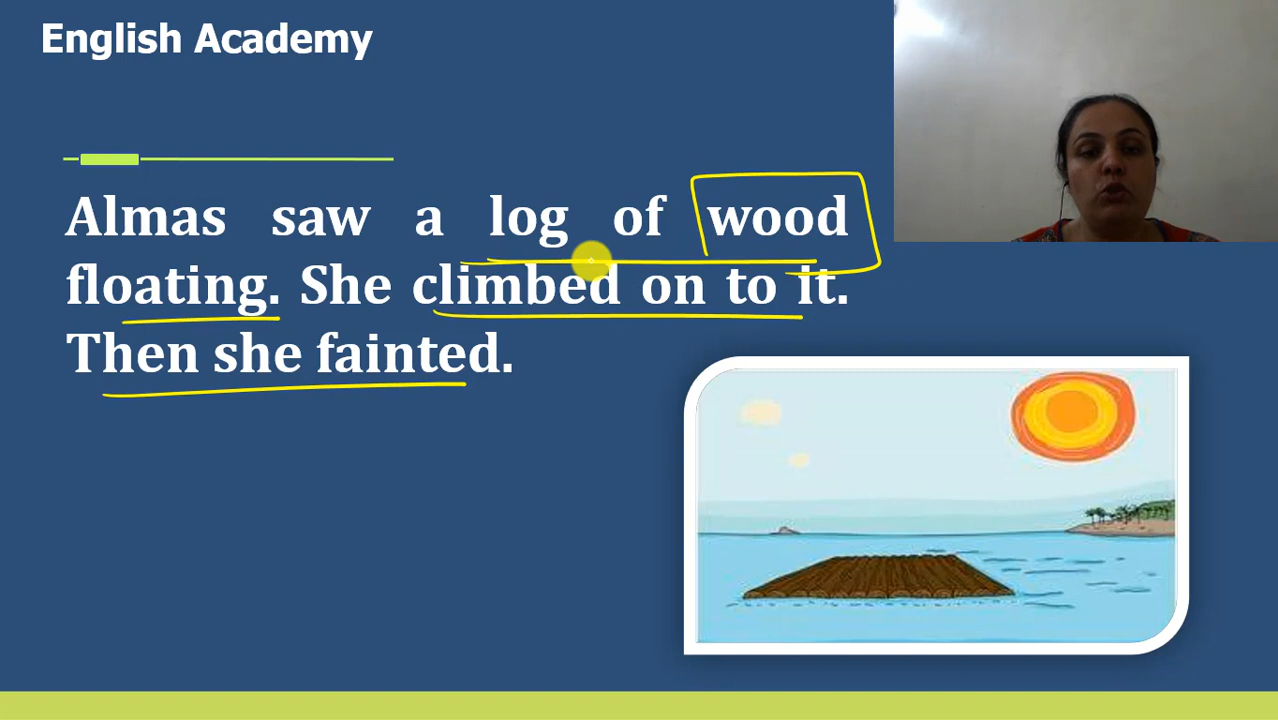 English Academy
Almas saw a log of wood
floating. She climbed on to it.
Then she fainted.